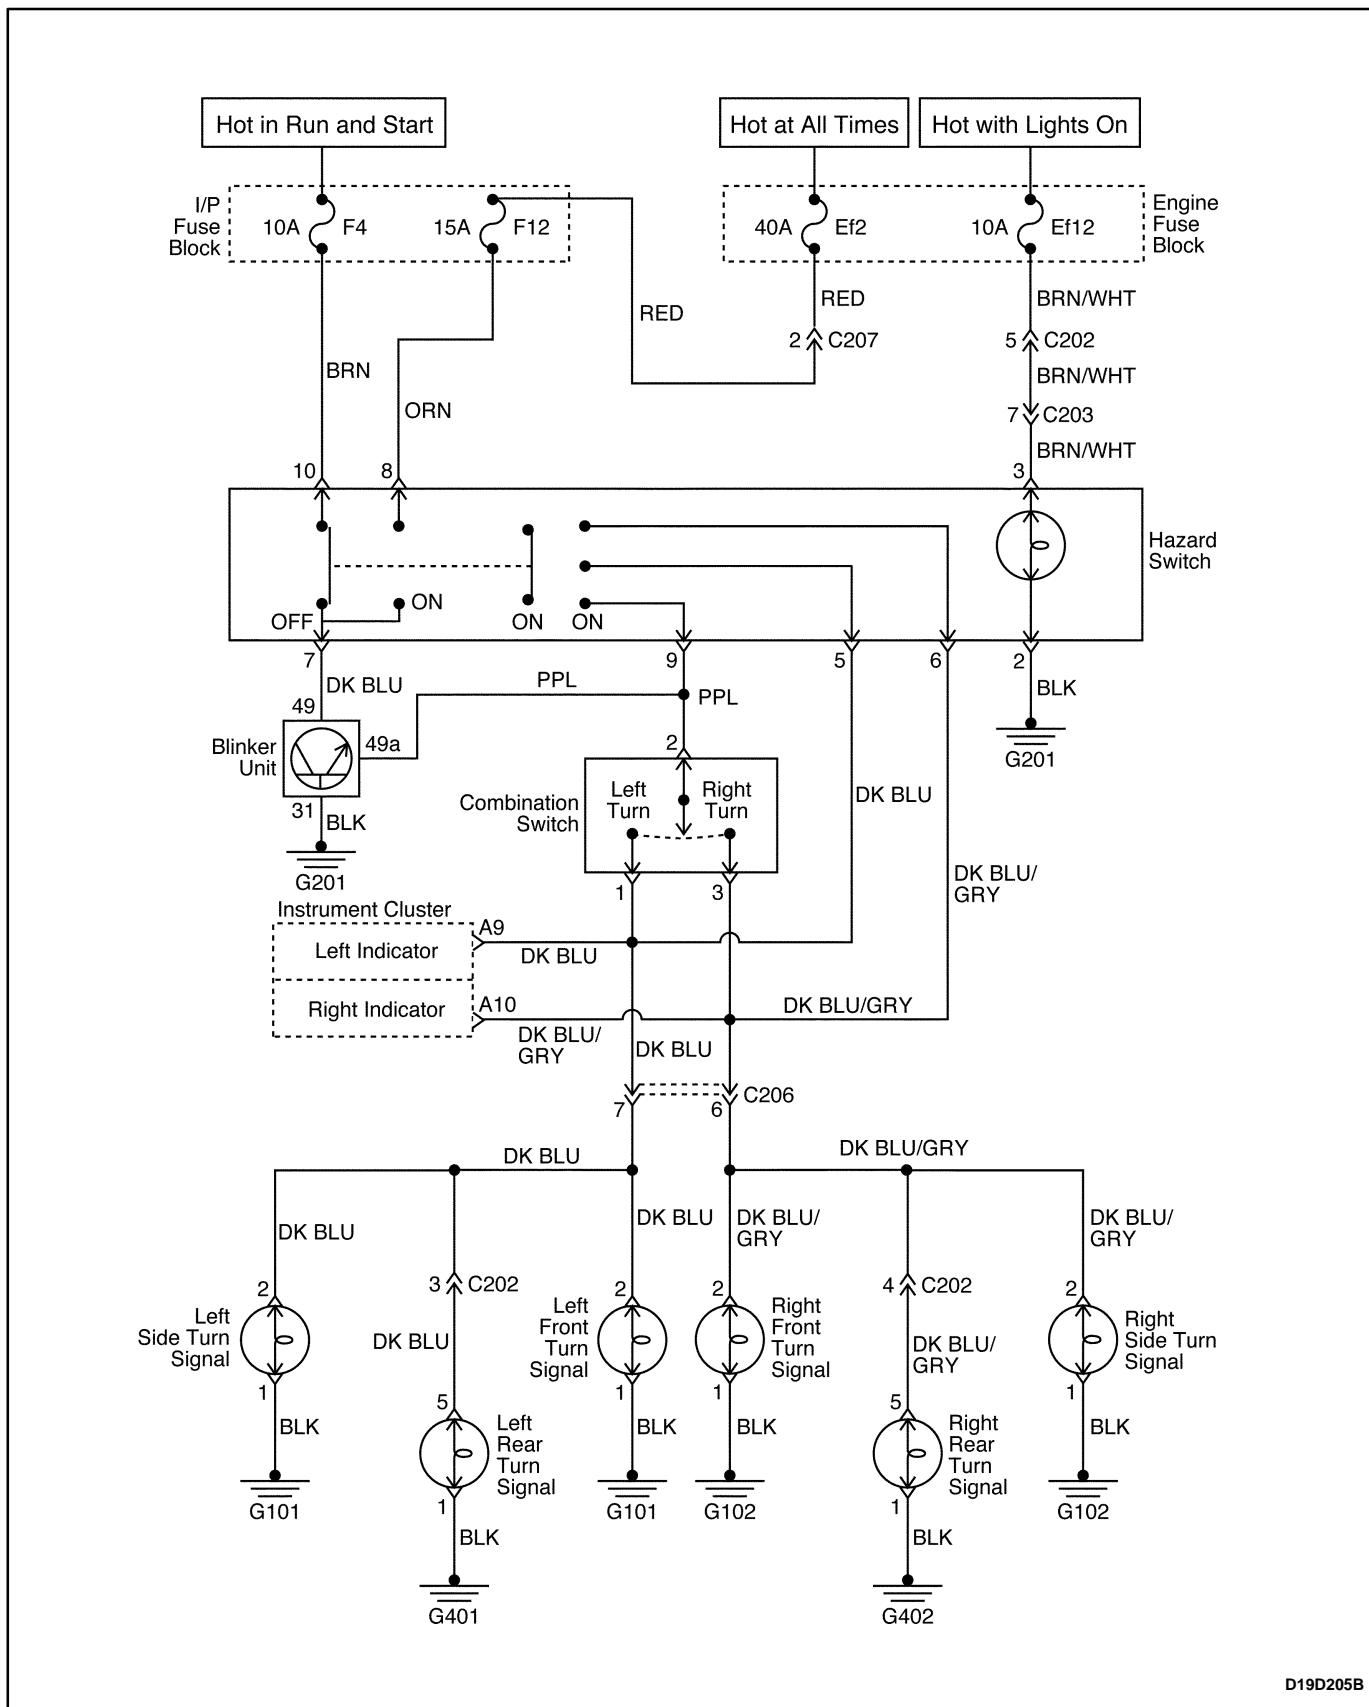 Hot in Run and Start
Hot at All Times
Hot with Lights On
I/P
Fuse
Block
10A
F4
15A
F12
40A
Ef2
10A
Ef12
Engine
Fuse
Block
RED
RED
BRN/WHT
2
C207
5
C202
BRN
BRN/WHT
ORN
7
C203
BRN/WHT
10
8
3
Hazard
Switch
OFF
ON
ON
ON
7
9
5
6
2
DK BLU
PPL
PPL
BLK
49
Blinker
Unit
49a
2
G201
31
BLK
Combination
Switch
Left
Turn
Right
Turn
DK BLU
G201
1
3
DK BLU/
GRY
Instrument Cluster
Left Indicator
A9
DK BLU
Right Indicator
A10
DK BLU/GRY
DK BLU/
GRY
DK BLU
7
6
C206
DK BLU
DK BLU/GRY
DK BLU
DK BLU
DK BLU/
GRY
DK BLU/
GRY
2
3
C202
2
2
4
C202
2
Left
Side Turn
Signal
DK BLU
Left
Front
Turn
Signal
Right
Front
Turn
Signal
DK BLU/
GRY
Right
Side Turn
Signal
1
5
1
1
5
1
BLK
Left
Rear
Turn
Signal
BLK
BLK
Right
Rear
Turn
Signal
BLK
G101
1
G101
G102
1
G102
BLK
BLK
G401
G402
D19D205B